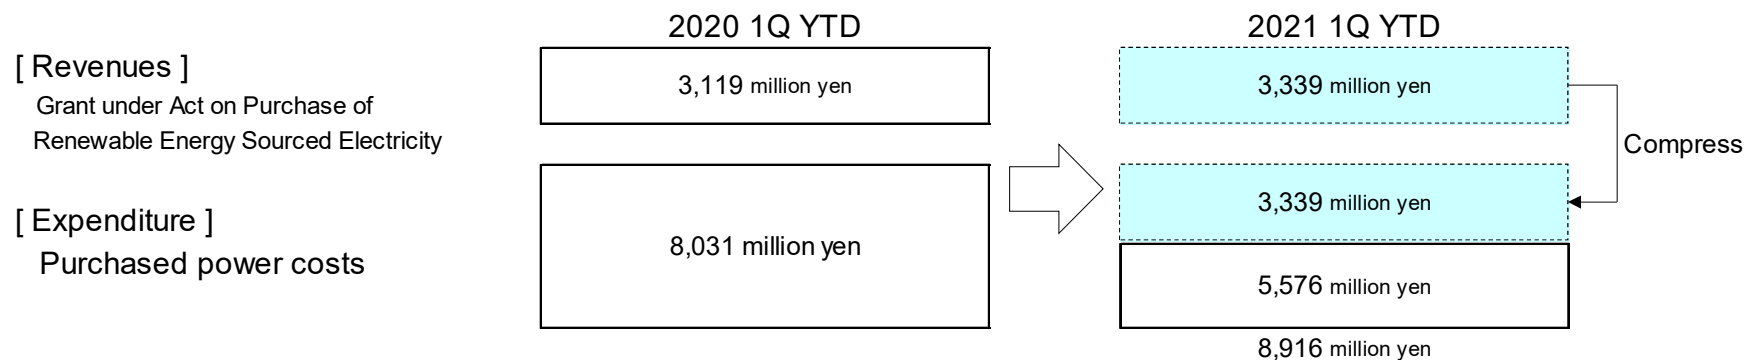 2020 1Q YTD
2021 1Q YTD
[ Revenues ]
Grant under Act on Purchase of
Renewable Energy Sourced Electricity
3,119 million yen
3,339 million yen
Compress
[ Expenditure ]
Purchased power costs
8,031 million yen
3,339 million yen
5,576 million yen
8,916 million yen